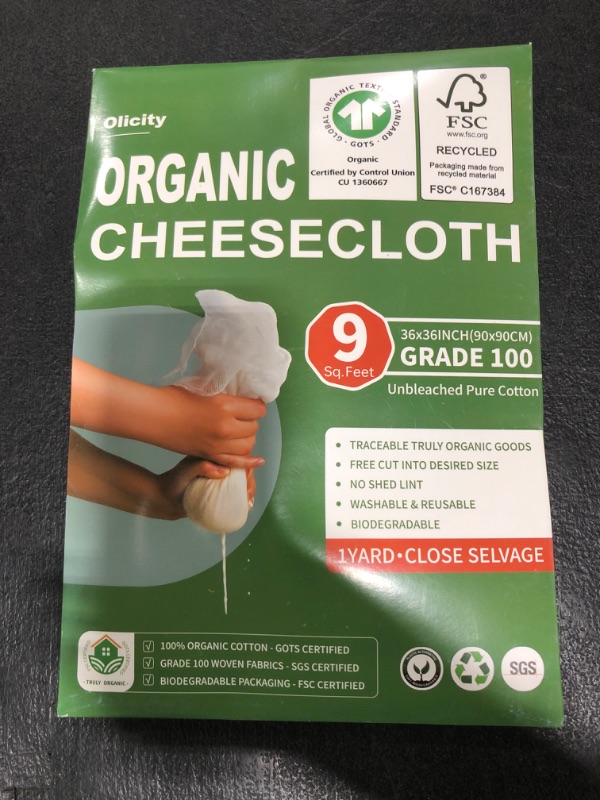 Olicity
ORGANIC
CHEESECLOTH
GLOBAL ORGANIC TEXTILE STANDARD · GOTS ·
Organic
Certified by Control Union
CU 1360667
®
FSC
www.fsc.org
RECYCLED
Packaging made from
recycled material
FSC® C167384
9
Sq.Feet
36x36INCH(90x90CM)
GRADE 100
Unbleached Pure Cotton
• TRACEABLE TRULY ORGANIC GOODS
• FREE CUT INTO DESIRED SIZE
• NO SHED LINT
• WASHABLE & REUSABLE
• BIODEGRADABLE
1YARD•CLOSE SELVAGE
· TRULY ORGANIC ·
100% ORGANIC COTTON - GOTS CERTIFIED
GRADE 100 WOVEN FABRICS - SGS CERTIFIED
BIODEGRADABLE PACKAGING - FSC CERTIFIED
SGS